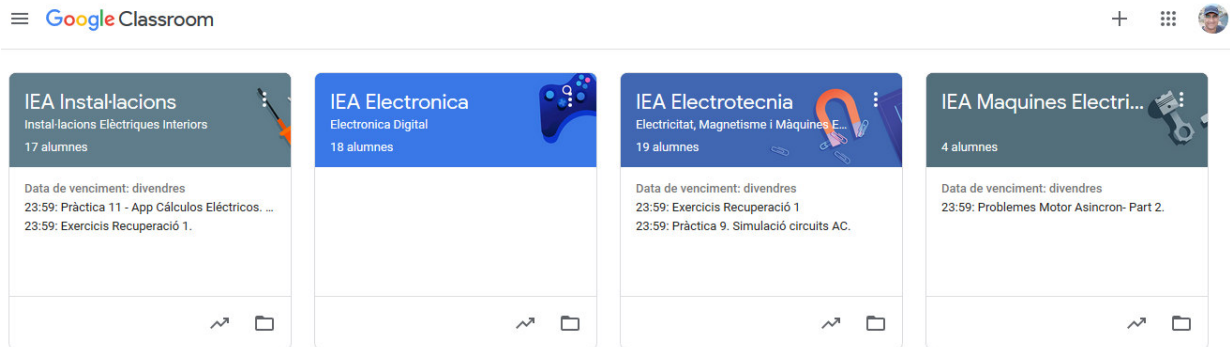 Google Classroom
IEA Instal·lacions
Instal·lacions Elèctriques Interiors
17 alumnes
Data de venciment: divendres
23:59: Pràctica 11 - App Cálculos Eléctricos. ...
23:59: Exercicis Recuperació 1.
IEA Electronica
Electronica Digital
18 alumnes
IEA Electrotecnia
Electricitat, Magnetisme i Màquines E...
19 alumnes
Data de venciment: divendres
23:59: Exercicis Recuperació 1
23:59: Pràctica 9. Simulació circuits AC.
IEA Maquines Electri...
4 alumnes
Data de venciment: divendres
23:59: Problemes Motor Asincron- Part 2.